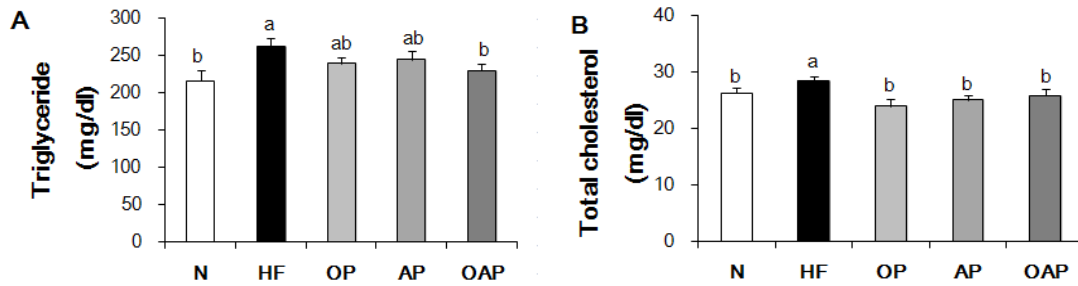 A
Triglyceride
(mg/dl)
300
250
200
150
100
50
0
b
a
ab
ab
b
N HF OP AP OAP
B
Total cholesterol
(mg/dl)
40
30
20
10
0
b
a
b
b
b
N HF OP AP OAP